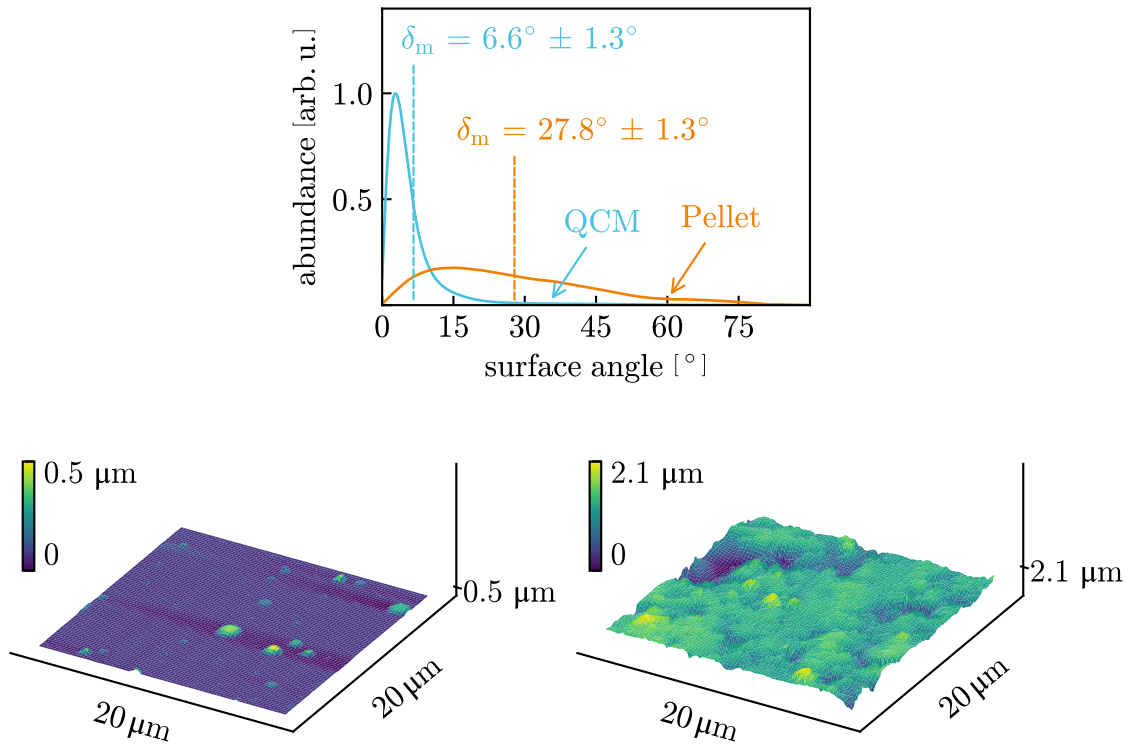 δm = 6.6° ± 1.3°
δm = 27.8° ± 1.3°
QCM
Pellet
abundance [arb. u.]
1.0
0.5
0 15 30 45 60 75
surface angle [°]
0.5 μm
0
0.5 μm
20 μm
20 μm
2.1 μm
0
2.1 μm
20 μm
20 μm